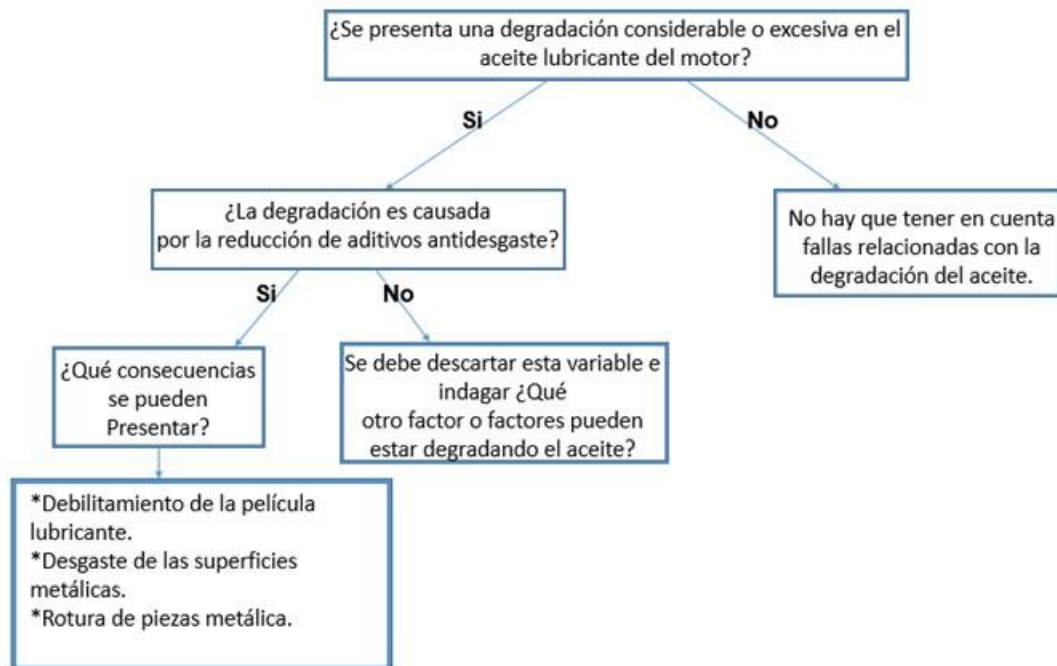 ¿Se presenta una degradación considerable o excesiva en el
aceite lubricante del motor?
Si
No
¿La degradación es causada
por la reducción de aditivos antidesgaste?
No hay que tener en cuenta
fallas relacionadas con la
degradación del aceite.
Si
No
¿Qué consecuencias
se pueden
Presentar?
Se debe descartar esta variable e
indagar ¿Qué
otro factor o factores pueden
estar degradando el aceite?
*Debilitamiento de la película
lubricante.
*Desgaste de las superficies
metálicas.
*Rotura de piezas metálica.